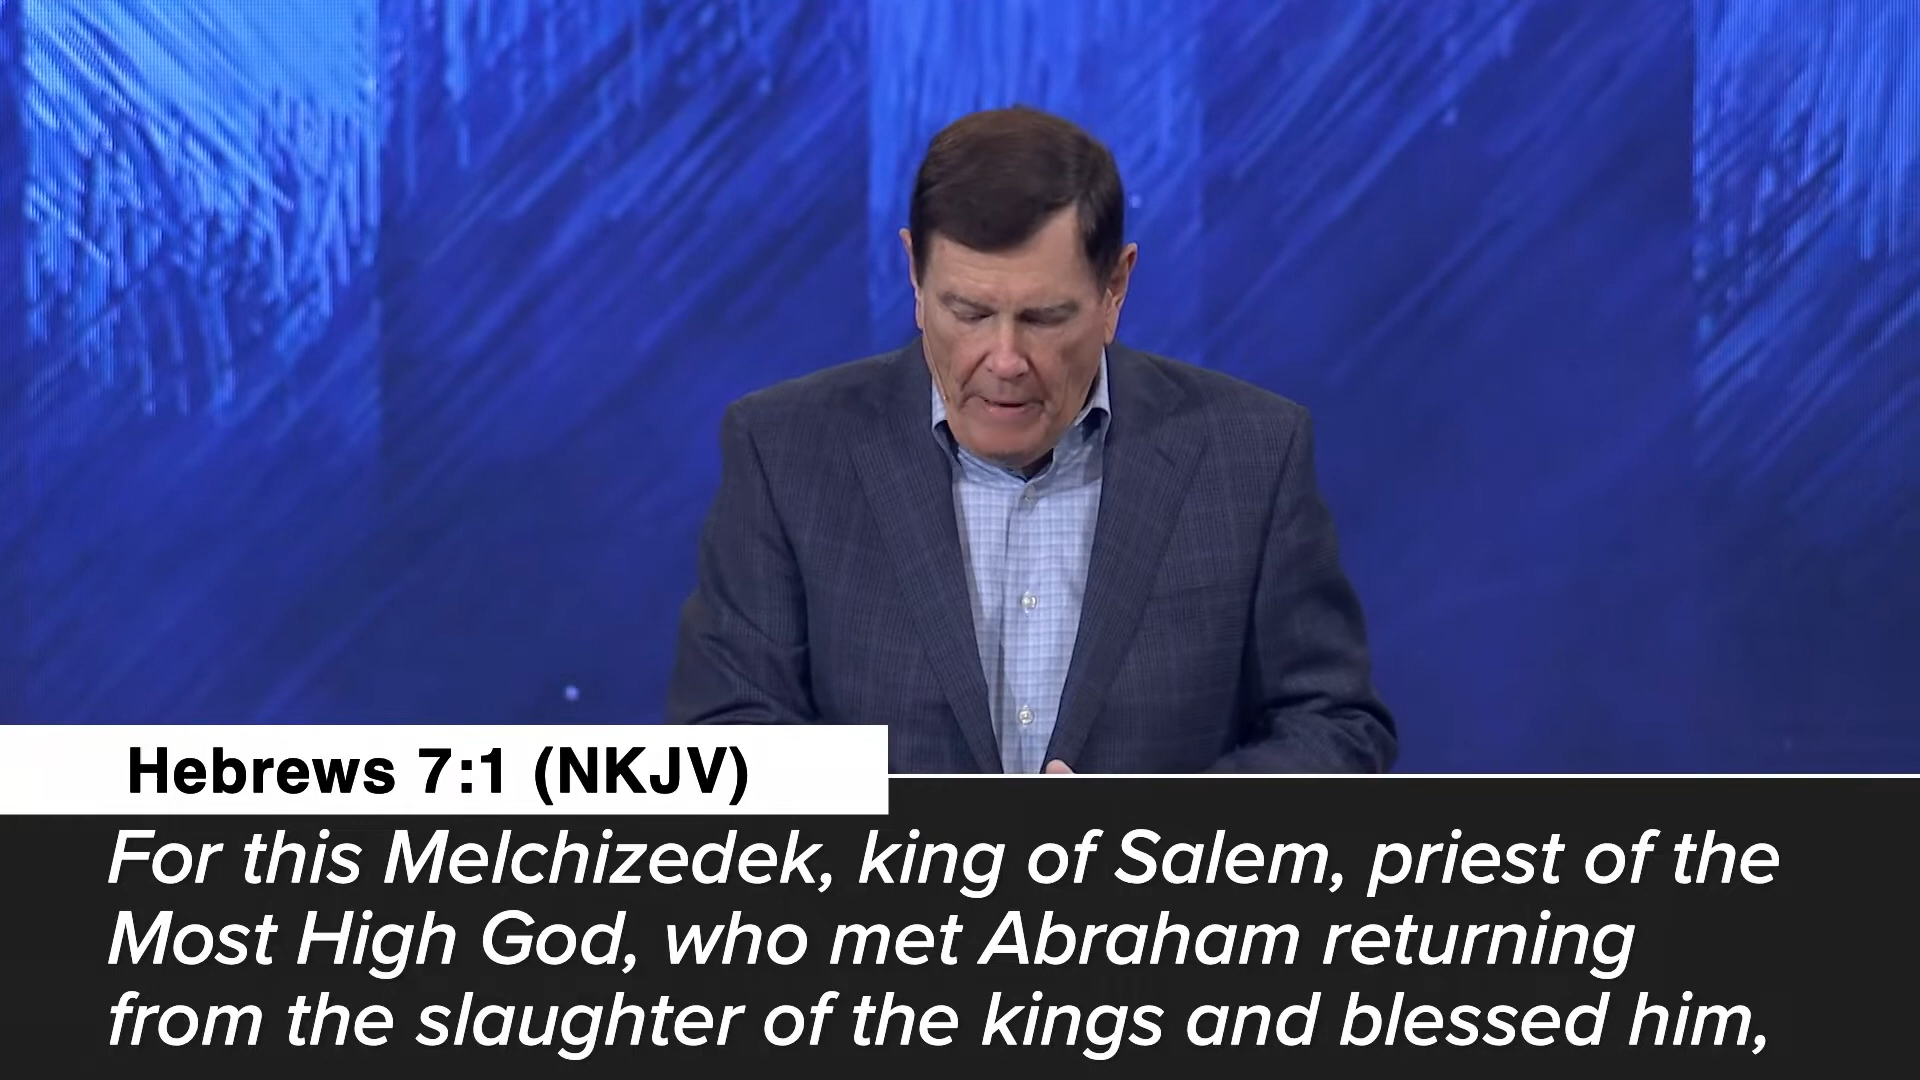 Hebrews 7:1 (NKJV)
For this Melchizedek, king of Salem, priest of the
Most High God, who met Abraham returning
from the slaughter of the kings and blessed him,